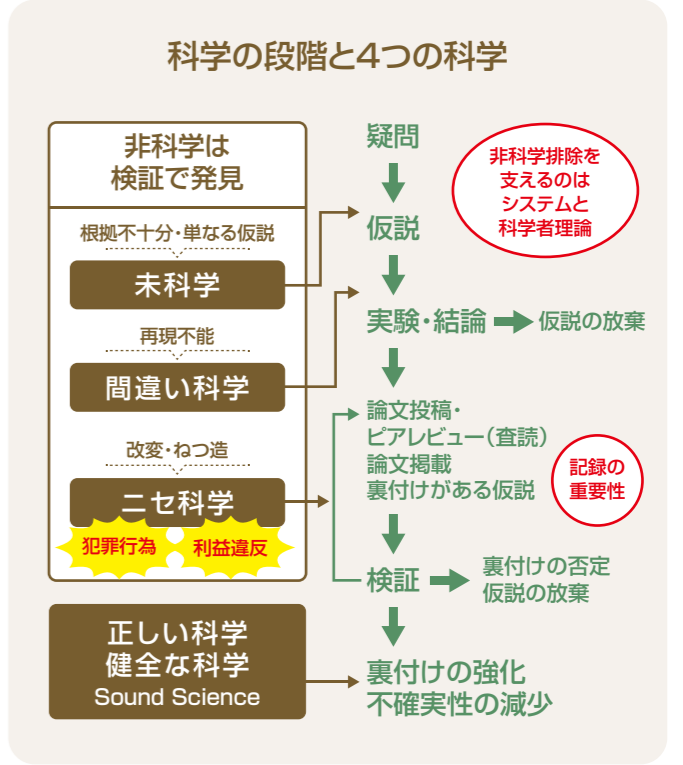 科学の段階と4つの科学
非科学は
検証で発見
根拠不十分・単なる仮説
未科学
再現不能
間違い科学
改変・ねつ造
ニセ科学
犯罪行為
利益違反
正しい科学
健全な科学
Sound Science
疑問
仮説
実験・結論
仮説の放棄
論文投稿・
ピアレビュー（査読）
論文掲載
裏付けがある仮説
検証
裏付けの否定
仮説の放棄
裏付けの強化
不確実性の減少
非科学排除を
支えるのは
システムと
科学者理論
記録の
重要性